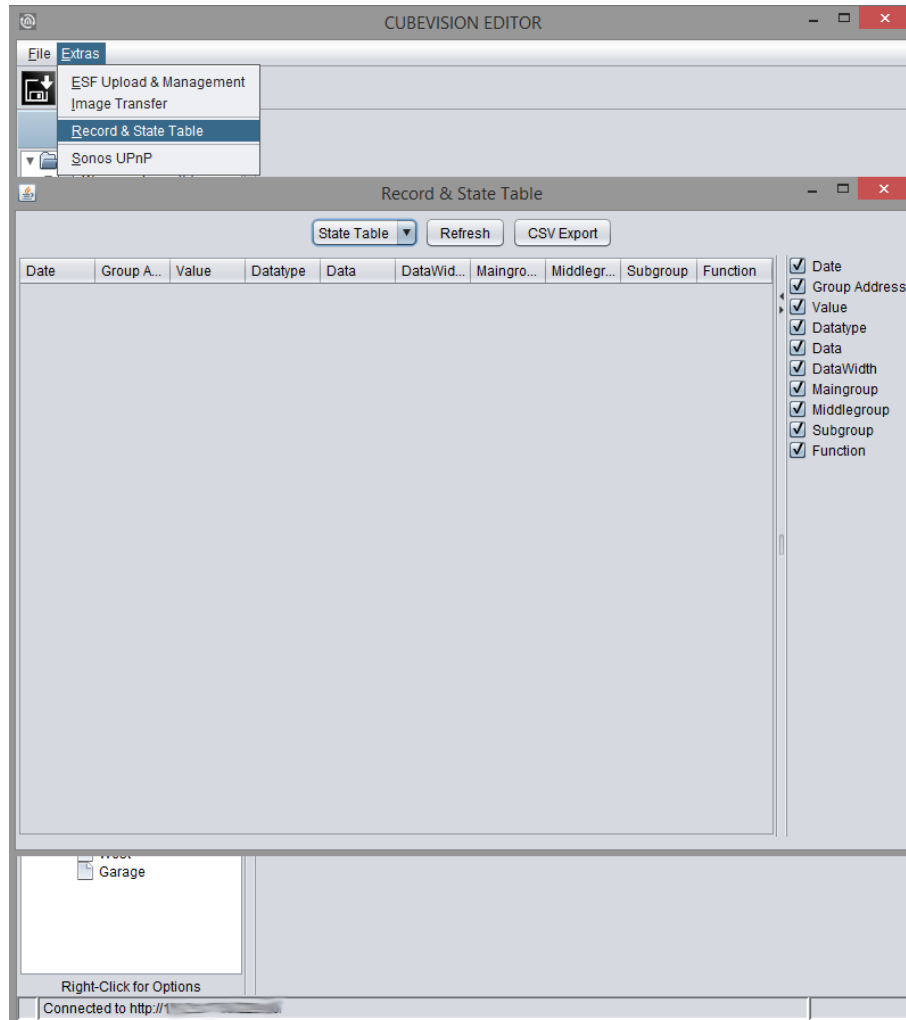 CUBEVISION EDITOR
File Extras
ESF Upload & Management
Image Transfer
Record & State Table
Sonos UPnP
Record & State Table
State Table Refresh CSV Export
Date Group A... Value Datatype Data DataWid... Maingro... Middlegr... Subgroup Function
Date
Group Address
Value
Datatype
Data
DataWidth
Maingroup
Middlegroup
Subgroup
Function
Garage
Right-Click for Options
Connected to http://1